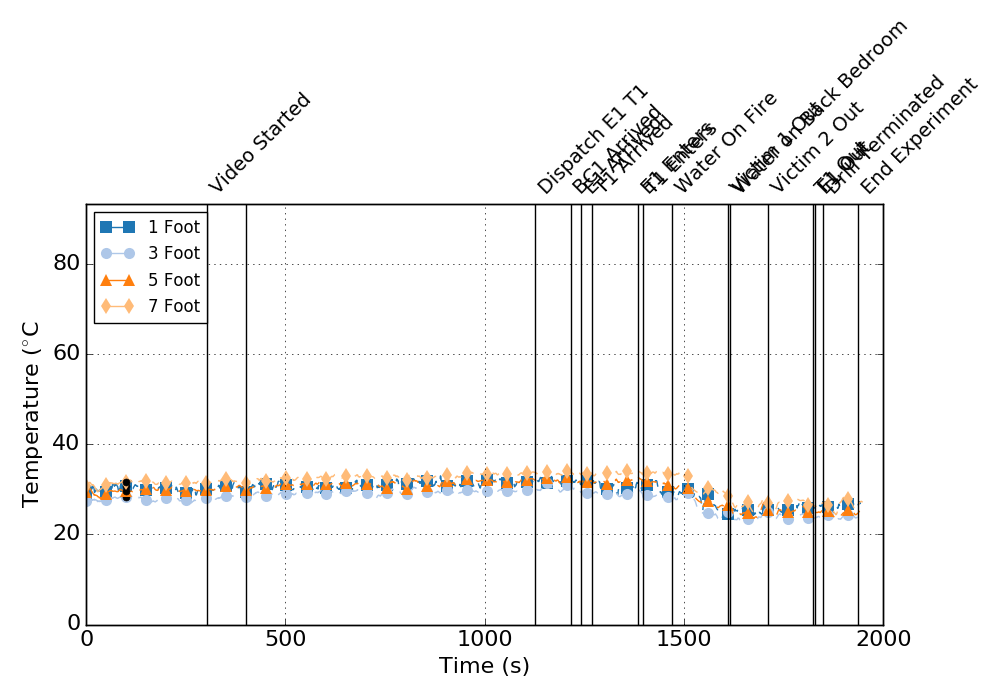 Video Started
Dispatch E1 T1
BC1 Arrived
E1 Arrived
T1 Arrived
E1 Enters
T1 Enters
Water On Fire
Victim 1 Out
Water on Back Bedroom
Victim 2 Out
T1 Out
E1 Out
Drill Terminated
End Experiment
1 Foot
3 Foot
5 Foot
7 Foot
80
60
40
20
0
Temperature (°C
0 500 1000 1500 2000
Time (s)